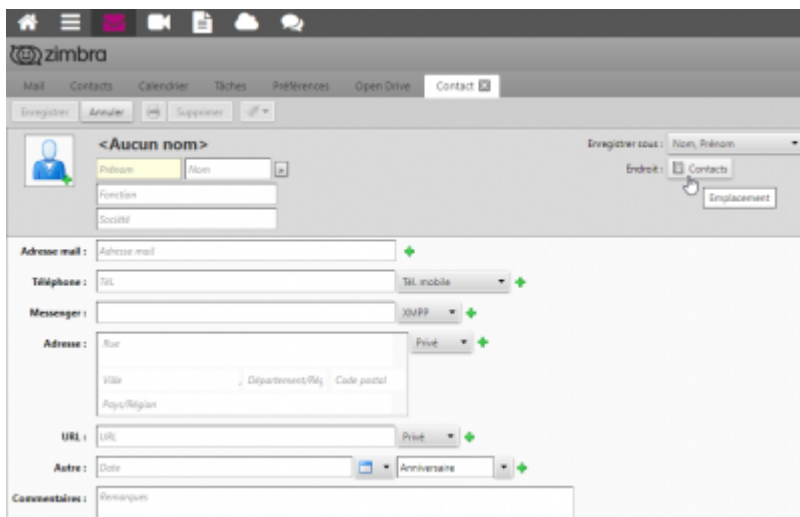 zimbra
Mail Contacts Calendrier Tâches Préférences Open Drive Contact
Enregistrer Annuler Supprimer
<Aucun nom> Enregistrer sous : Nom, Prénom
Prénom Nom Endroit : Contacts
Fonction Emplacement
Société
Adresse mail : Adresse mail
Téléphone : Tél. Tél. mobile
Messenger : XMPP
Adresse : Rue Privé
Ville , Département/Rég Code postal
Pays/Région
URL : URL Privé
Autre : Date Anniversaire
Commentaires : Remarques